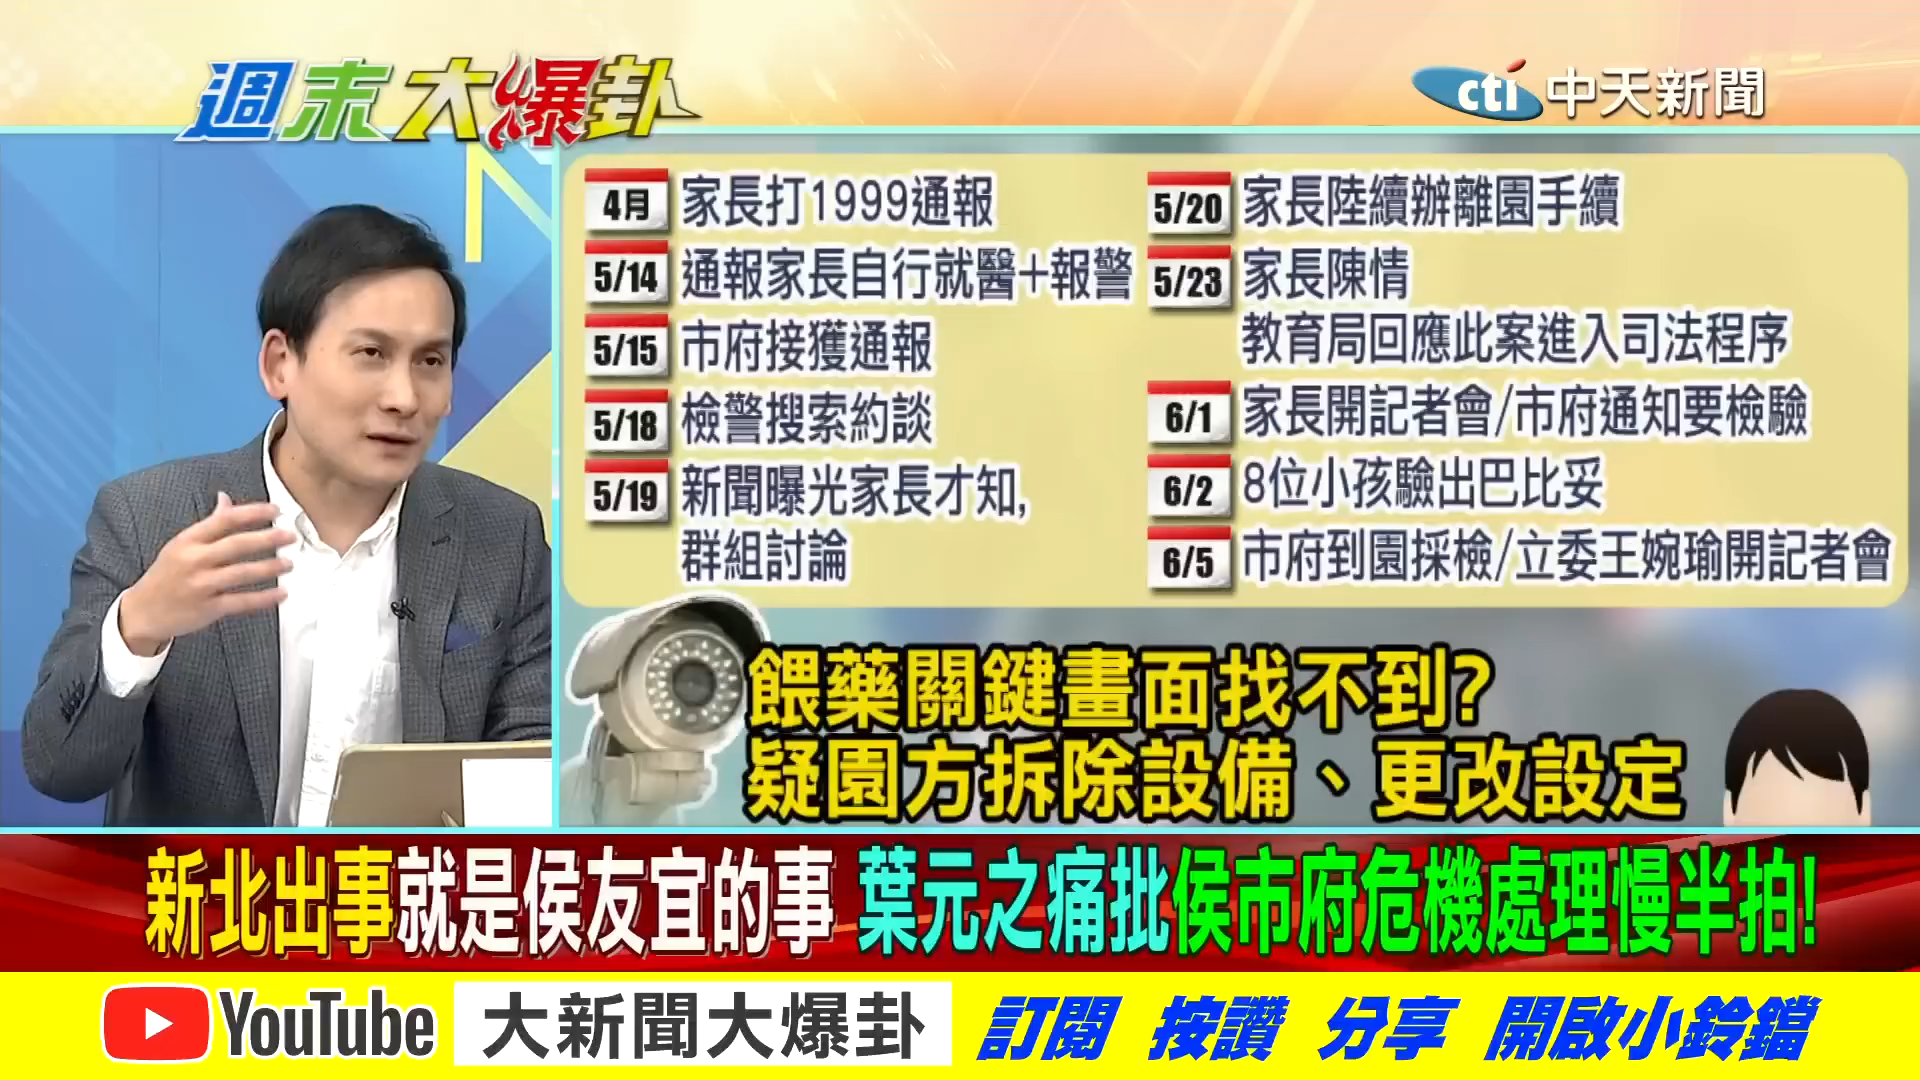 週末大爆卦
cti 中天新聞
4月 家長打1999通報
5/14 通報家長自行就醫+報警
5/15 市府接獲通報
5/18 檢警搜索約談
5/19 新聞曝光家長才知,
群組討論
5/20 家長陸續辦離園手續
5/23 家長陳情
教育局回應此案進入司法程序
6/1 家長開記者會/市府通知要檢驗
6/2 8位小孩驗出巴比妥
6/5 市府到園採檢/立委王婉瑜開記者會
餵藥關鍵畫面找不到?
疑園方拆除設備、更改設定
新北出事就是侯友宜的事 葉元之痛批侯市府危機處理慢半拍!
YouTube 大新聞大爆卦 訂閱 按讚 分享 開啟小鈴鐺